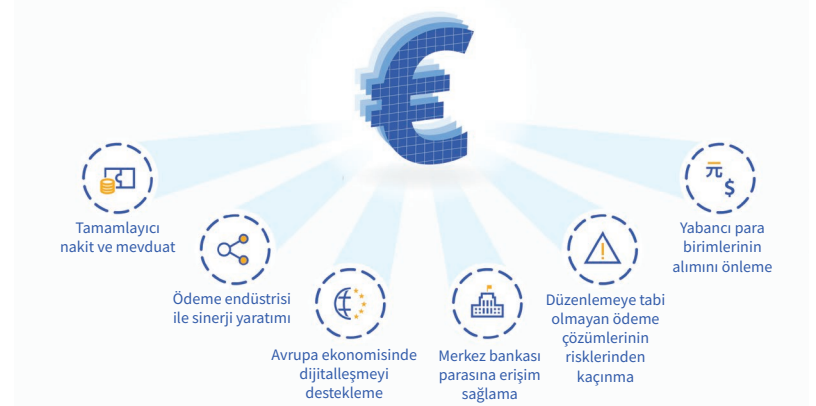 Tamamlayıcı
nakit ve mevduat
Ödeme endüstrisi
ile sinerji yaratımı
Avrupa ekonomisinde
dijitalleşmeyi
destekleme
Merkez bankası
parasına erişim
sağlama
Düzenlemeye tabi
olmayan ödeme
çözümlerinin
risklerinden
kaçınma
Yabancı para
birimlerinin
alımını önleme
€
元
$